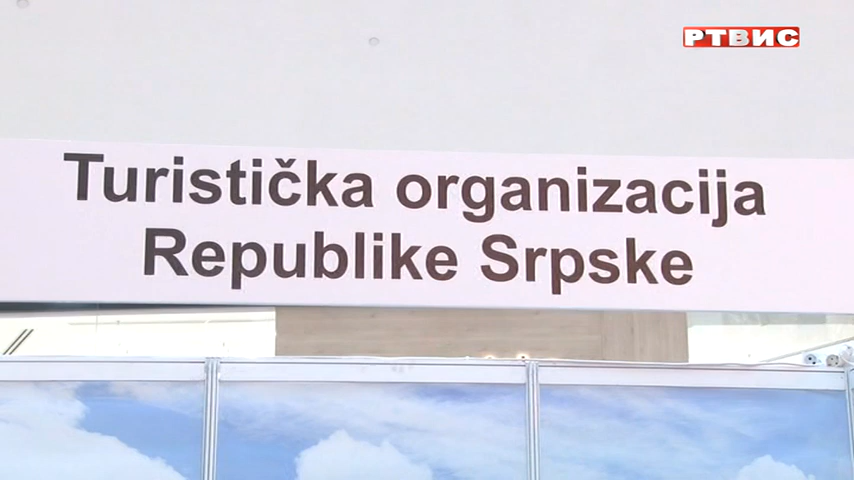 РТВИС
Turistička organizacija
Republike Srpske